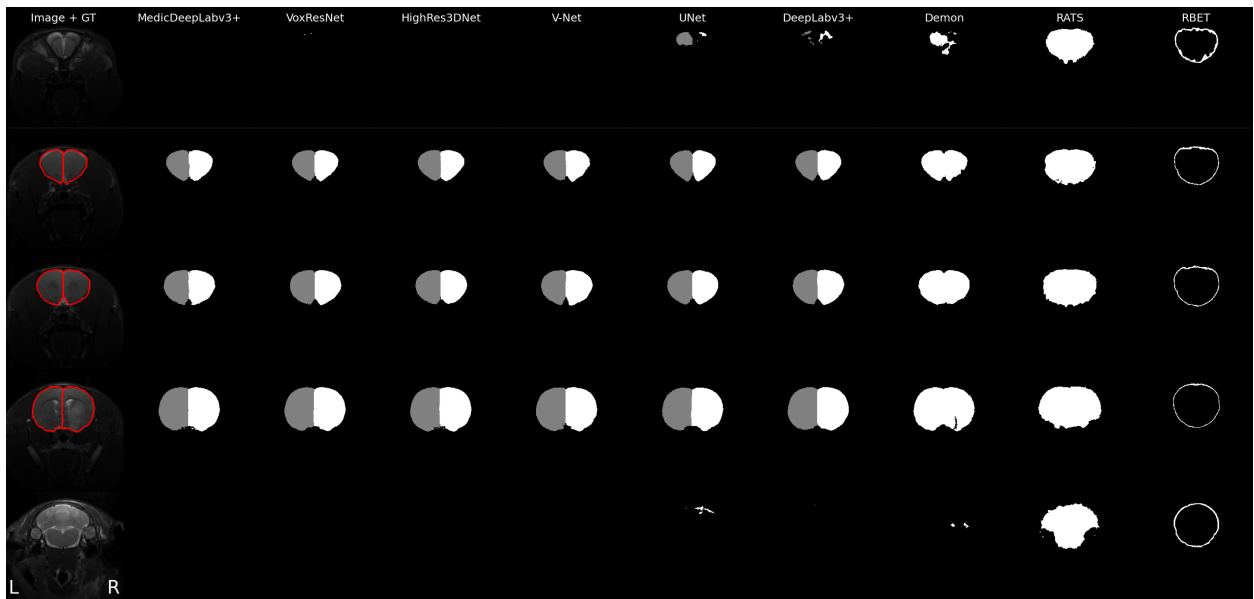 Image + GT MedicDeepLabv3+ VoxResNet HighRes3DNet V-Net UNet DeepLabv3+ Demon RATS RBET
L R